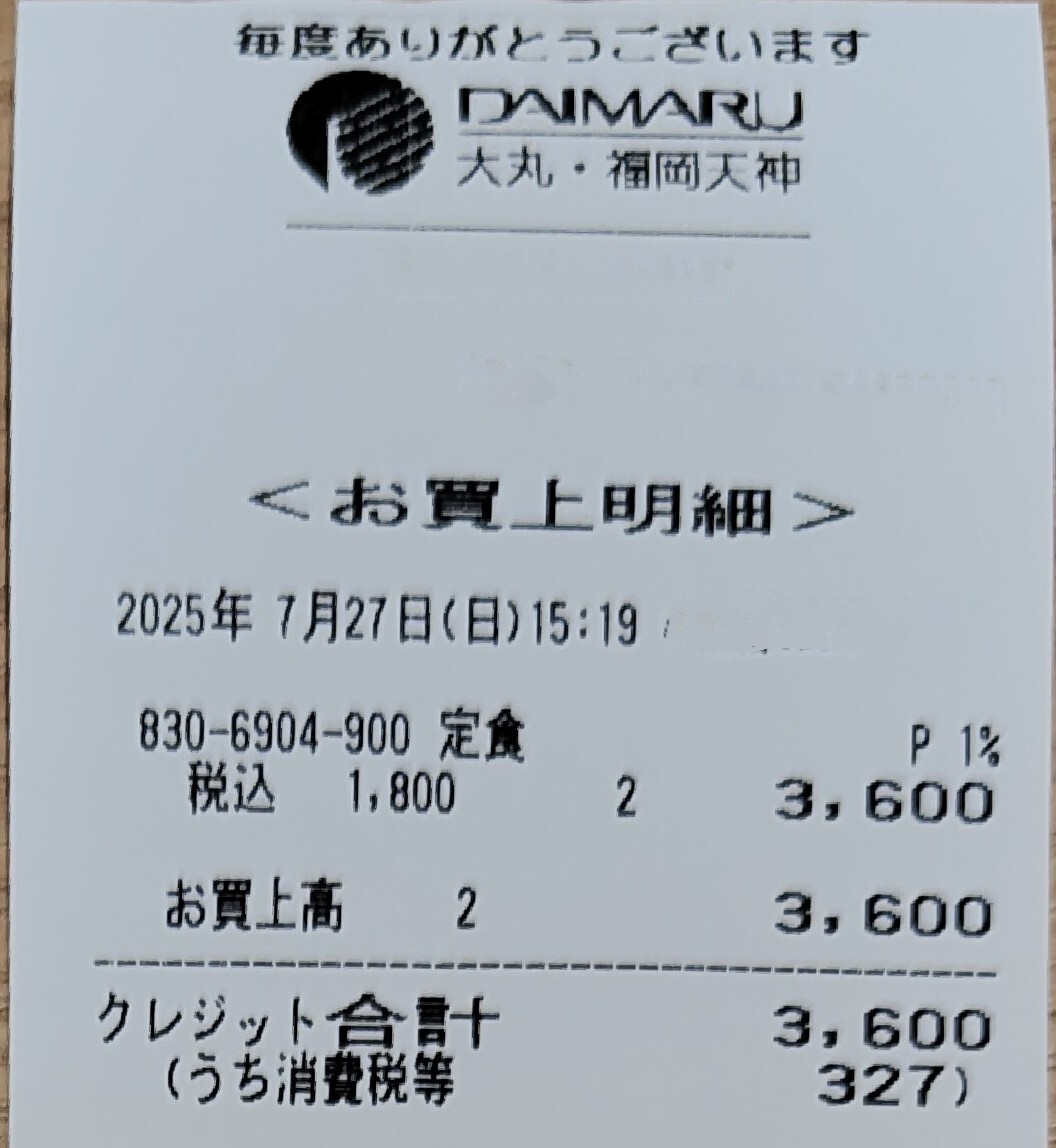 毎度ありがとうございます
DAIMARU
大丸・福岡天神
＜お買上明細＞
2025年 7月27日(日)15:19
830-6904-900 定食 P 1%
税込 1,800 2 3,600
お買上高 2 3,600
クレジット合計 3,600
(うち消費税等 327)